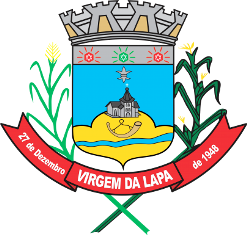 27 de Dezembro
VIRGEM DA LAPA
de 1948